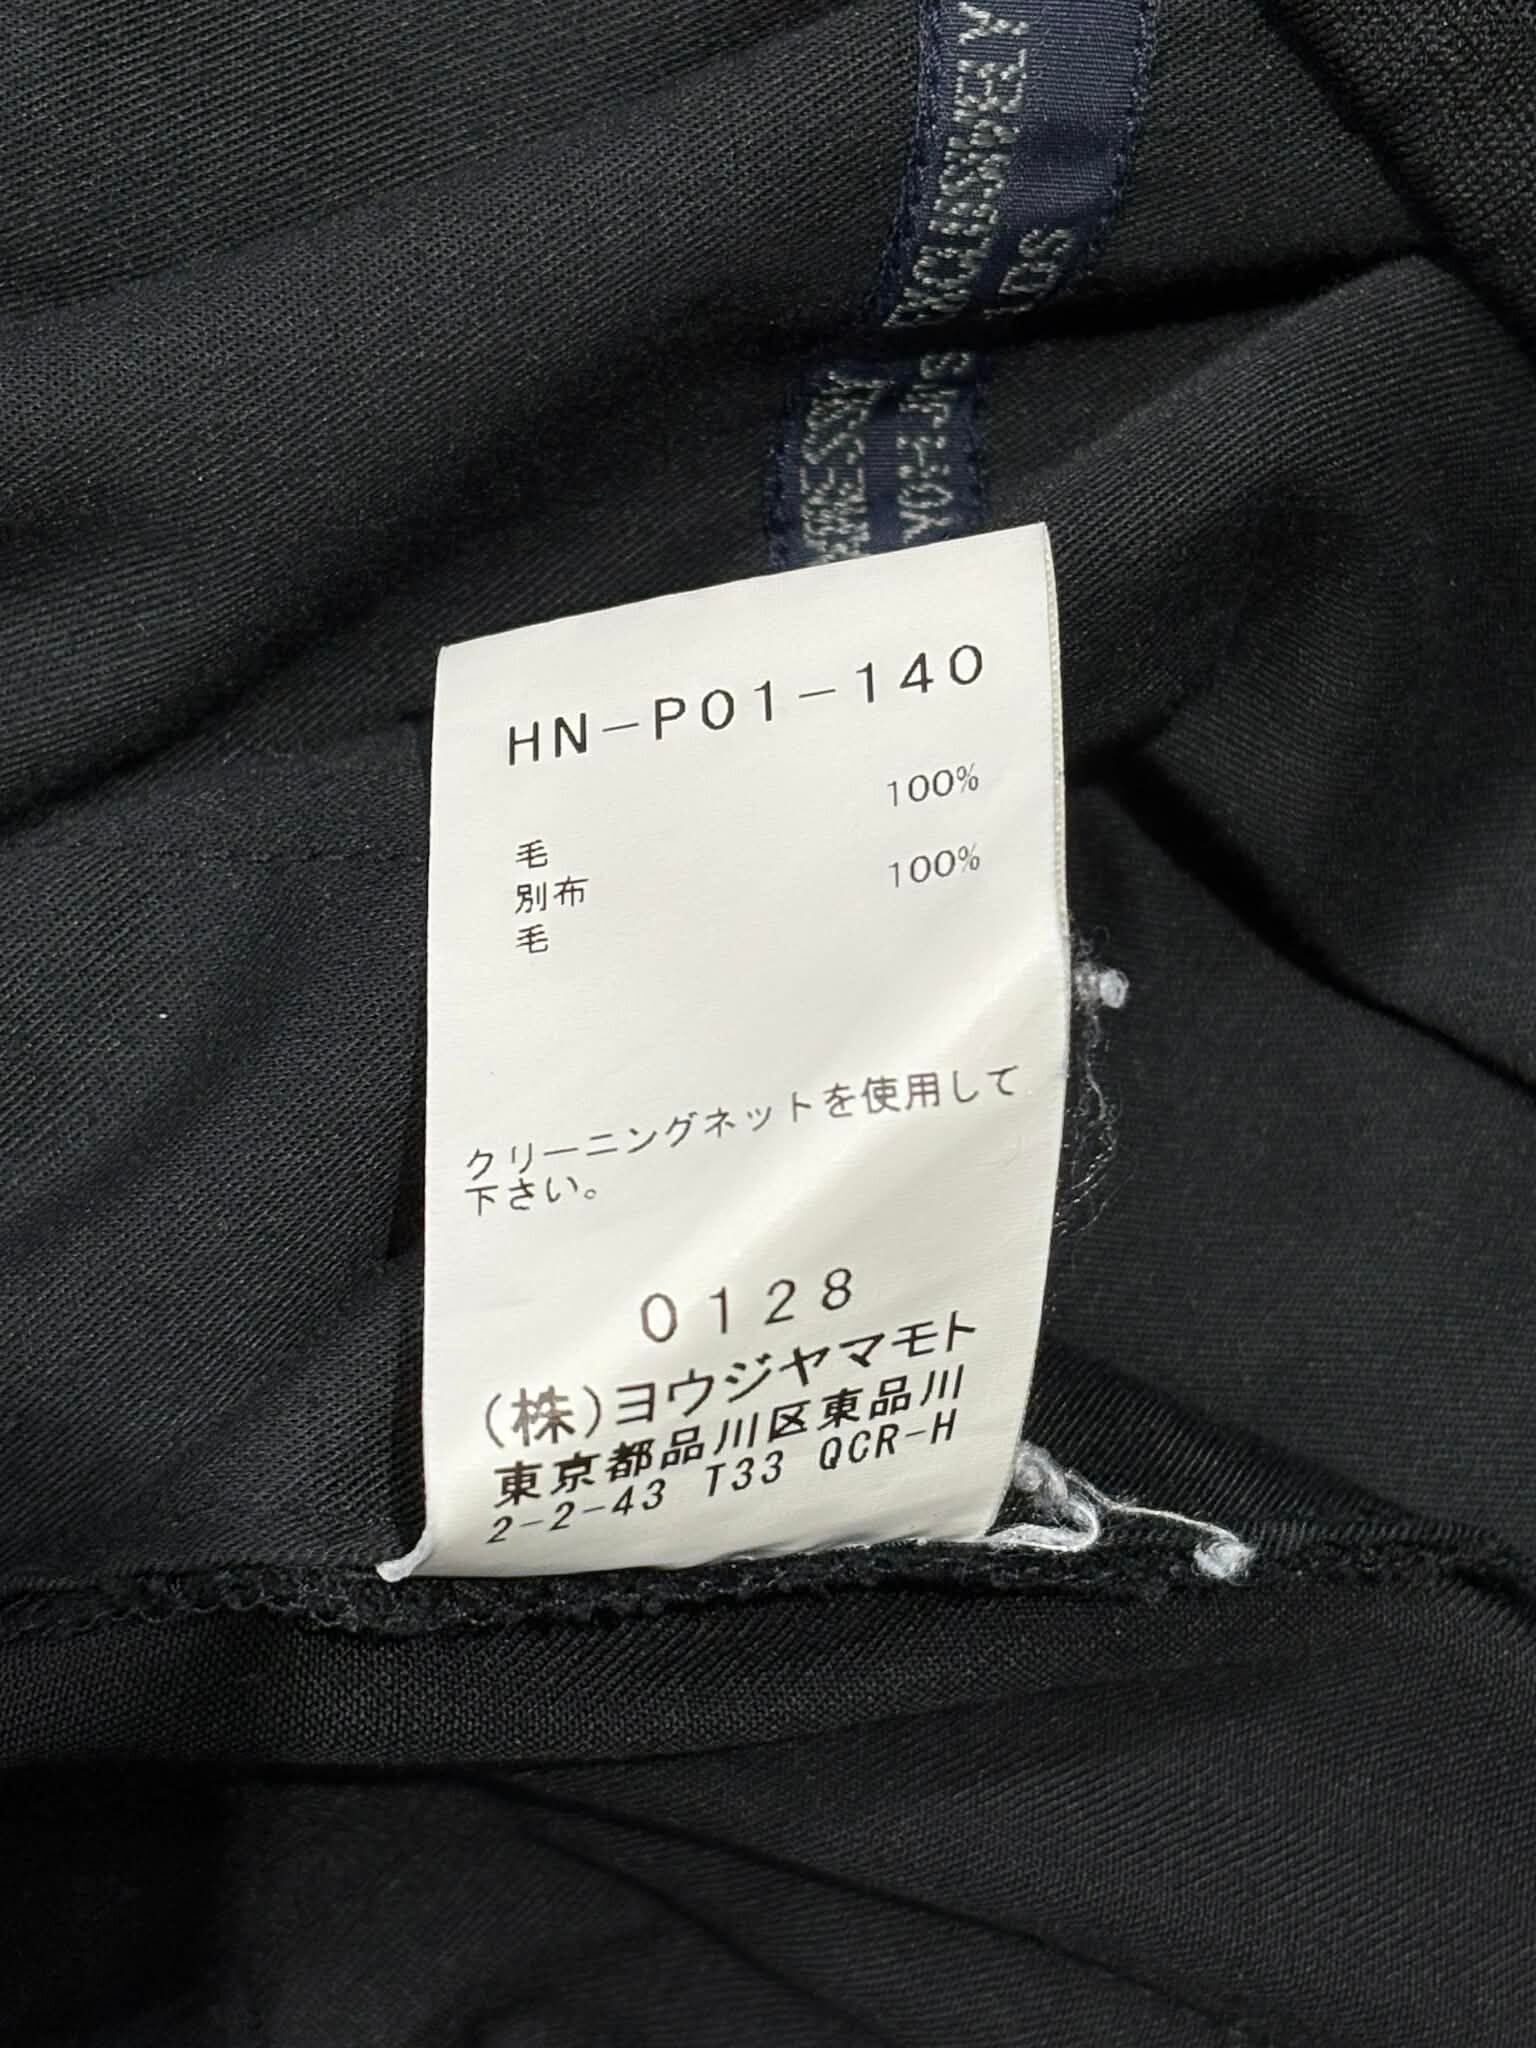 HN-P01-140
100%
毛
別布
100%
毛
クリーニングネットを使用して
下さい。
0128
(株)ヨウジヤマモト
東京都品川区東品川
2-2-43 T33 QCR-H